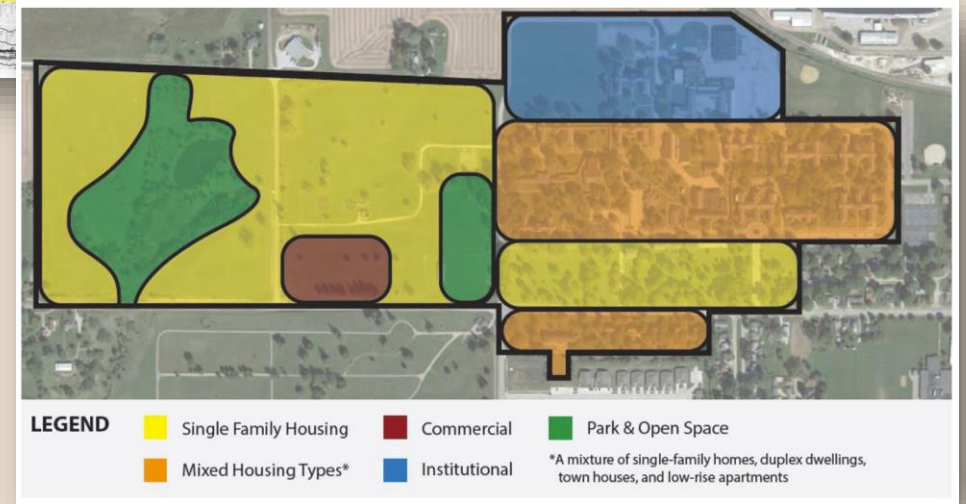 LEGEND
Single Family Housing
Commercial
Park & Open Space
Mixed Housing Types*
Institutional
*A mixture of single-family homes, duplex dwellings,
town houses, and low-rise apartments